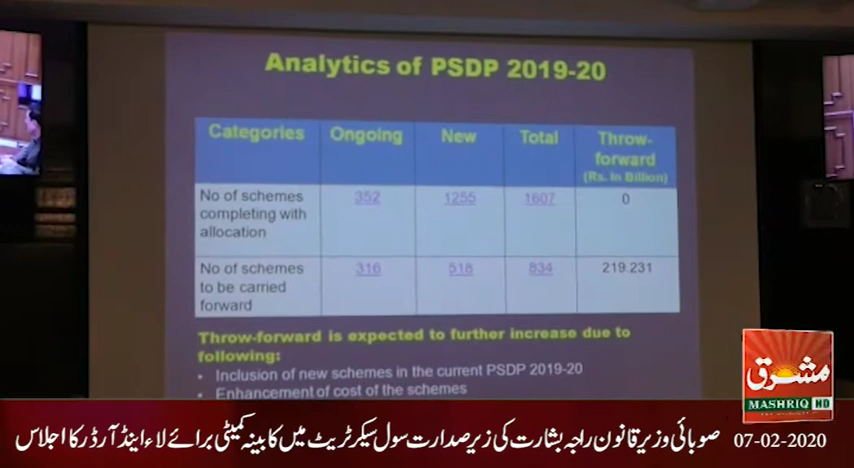 Analytics of PSDP 2019-20
Categories Ongoing New Total Throw-forward (Rs. In Billion)
No of schemes completing with allocation 352 1255 1607 0
No of schemes to be carried forward 316 518 834 219.231
Throw-forward is expected to further increase due to
following:
• Inclusion of new schemes in the current PSDP 2019-20
• Enhancement of cost of the schemes
مشرق
MASHRIQ HD
صوبائی وزیر قانون راجہ بشارت کی زیر صدارت سول سیکرٹریٹ میں کابینہ کمیٹی برائے لاء اینڈ آرڈر کا اجلاس
07-02-2020